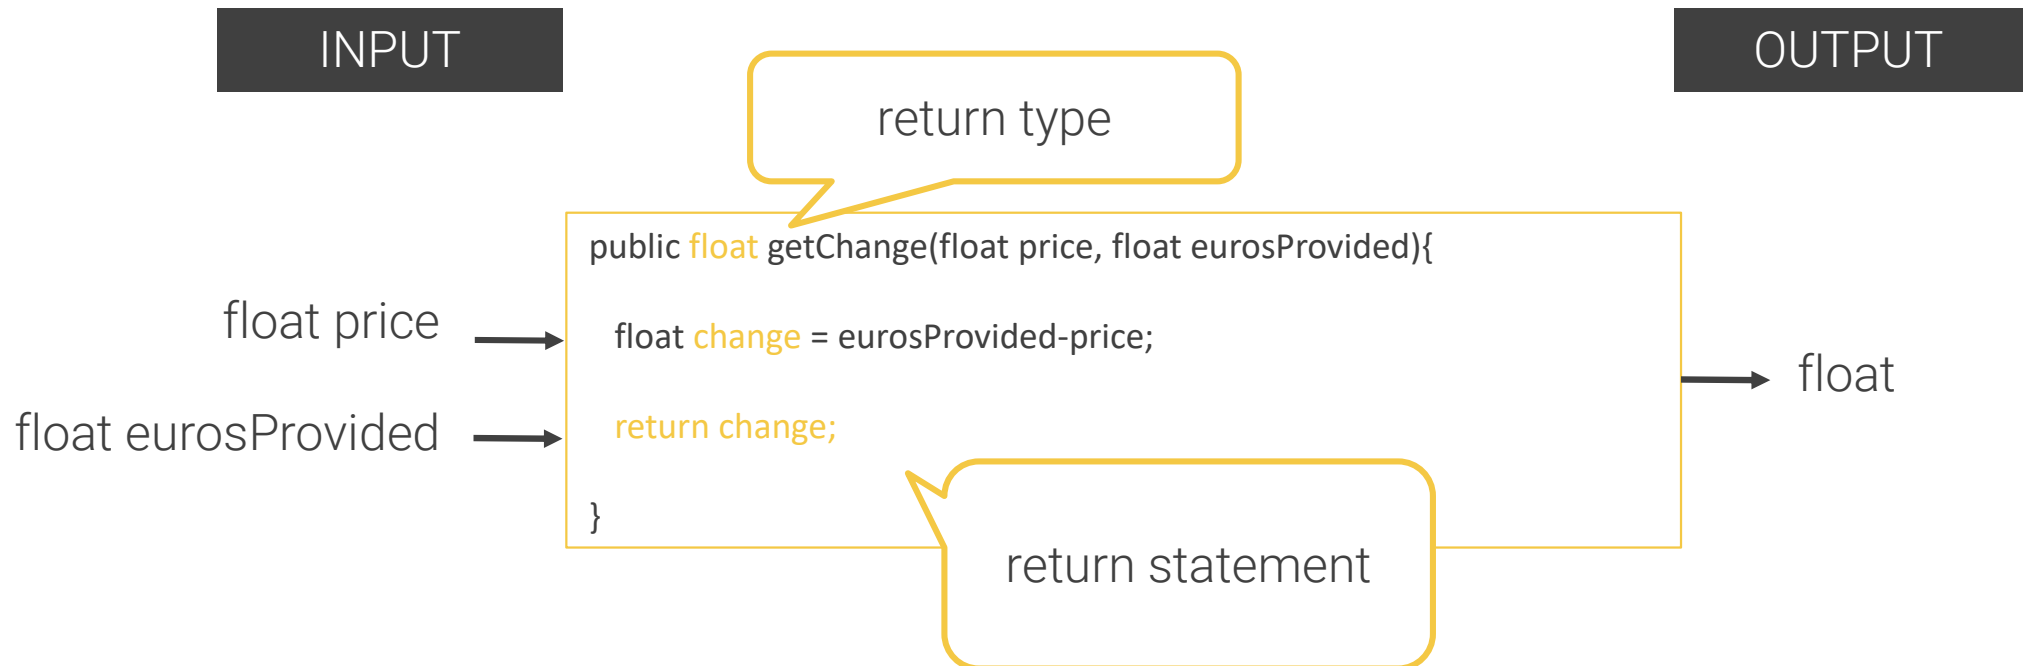 INPUT
OUTPUT
return type
public float getChange(float price, float eurosProvided){
float price
float change = eurosProvided-price;
float
float eurosProvided
return change;
}
return statement